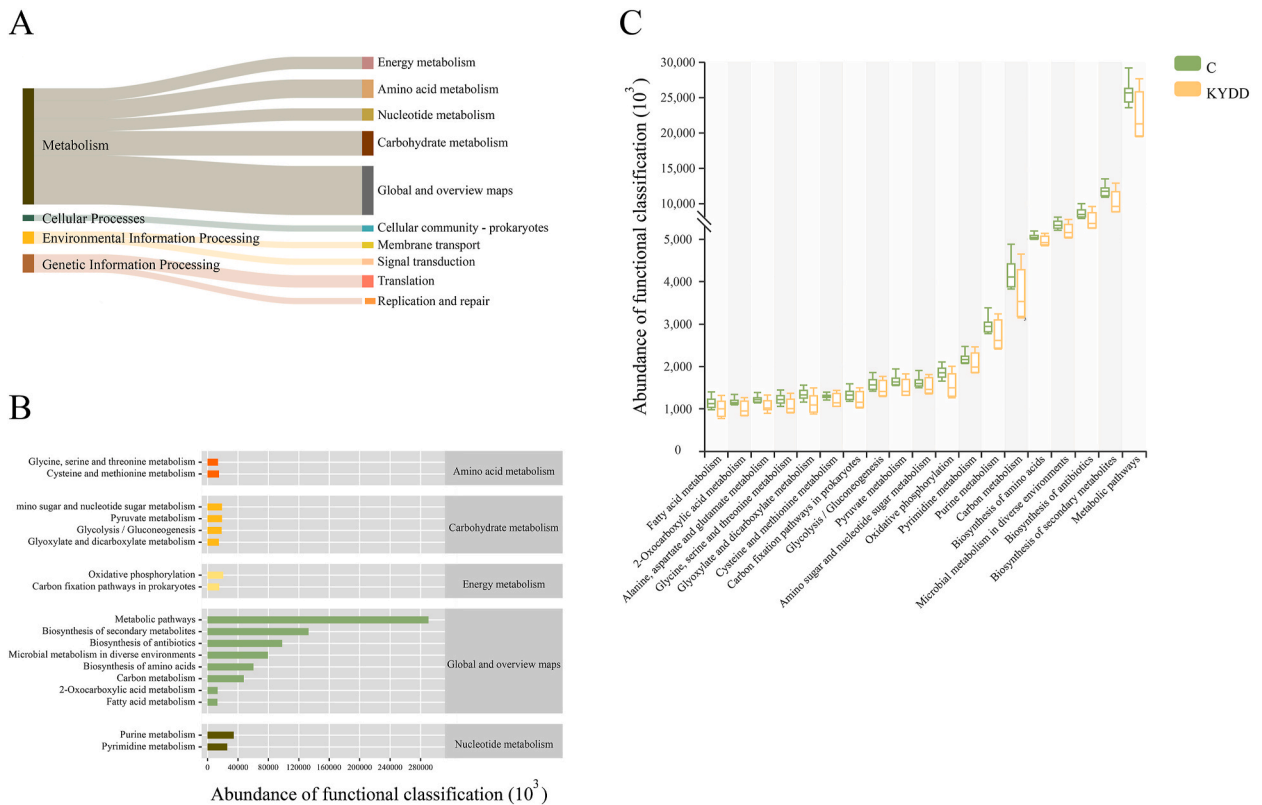 A
Energy metabolism
Amino acid metabolism
Nucleotide metabolism
Metabolism
Carbohydrate metabolism
Global and overview maps
Cellular Processes
Cellular community - prokaryotes
Environmental Information Processing
Membrane transport
Signal transduction
Genetic Information Processing
Translation
Replication and repair
B
Glycine, serine and threonine metabolism
Cysteine and methionine metabolism
Amino acid metabolism
mino sugar and nucleotide sugar metabolism
Pyruvate metabolism
Glycolysis / Gluconeogenesis
Glyoxylate and dicarboxylate metabolism
Carbohydrate metabolism
Oxidative phosphorylation
Carbon fixation pathways in prokaryotes
Energy metabolism
Metabolic pathways
Biosynthesis of secondary metabolites
Biosynthesis of antibiotics
Microbial metabolism in diverse environments
Biosynthesis of amino acids
Carbon metabolism
2-Oxocarboxylic acid metabolism
Fatty acid metabolism
Global and overview maps
Purine metabolism
Pyrimidine metabolism
Nucleotide metabolism
0 40000 80000 120000 160000 200000 240000 280000
Abundance of functional classification (10³)
C
Abundance of functional classification (10³)
30,000
25,000
20,000
15,000
10,000
5,000
4,000
3,000
2,000
1,000
0
C
KYDD
Fatty acid metabolism
2-Oxocarboxylic acid metabolism
Alanine, aspartate and glutamate metabolism
Glycine, serine and threonine metabolism
Glyoxylate and dicarboxylate metabolism
Cysteine and methionine metabolism
Carbon fixation pathways in prokaryotes
Glycolysis / Gluconeogenesis
Pyruvate metabolism
Amino sugar and nucleotide sugar metabolism
Oxidative phosphorylation
Pyrimidine metabolism
Purine metabolism
Carbon metabolism
Biosynthesis of amino acids
Microbial metabolism in diverse environments
Biosynthesis of antibiotics
Biosynthesis of secondary metabolites
Metabolic pathways